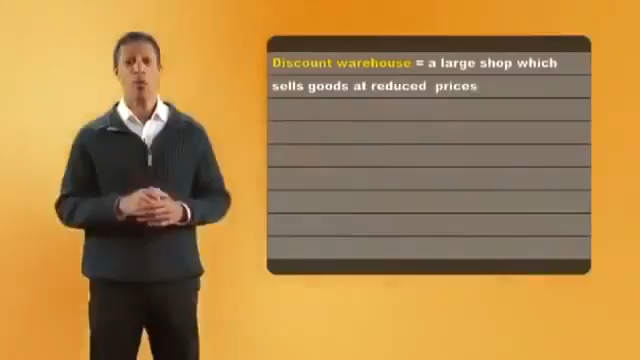 Discount warehouse = a large shop which
sells goods at reduced prices